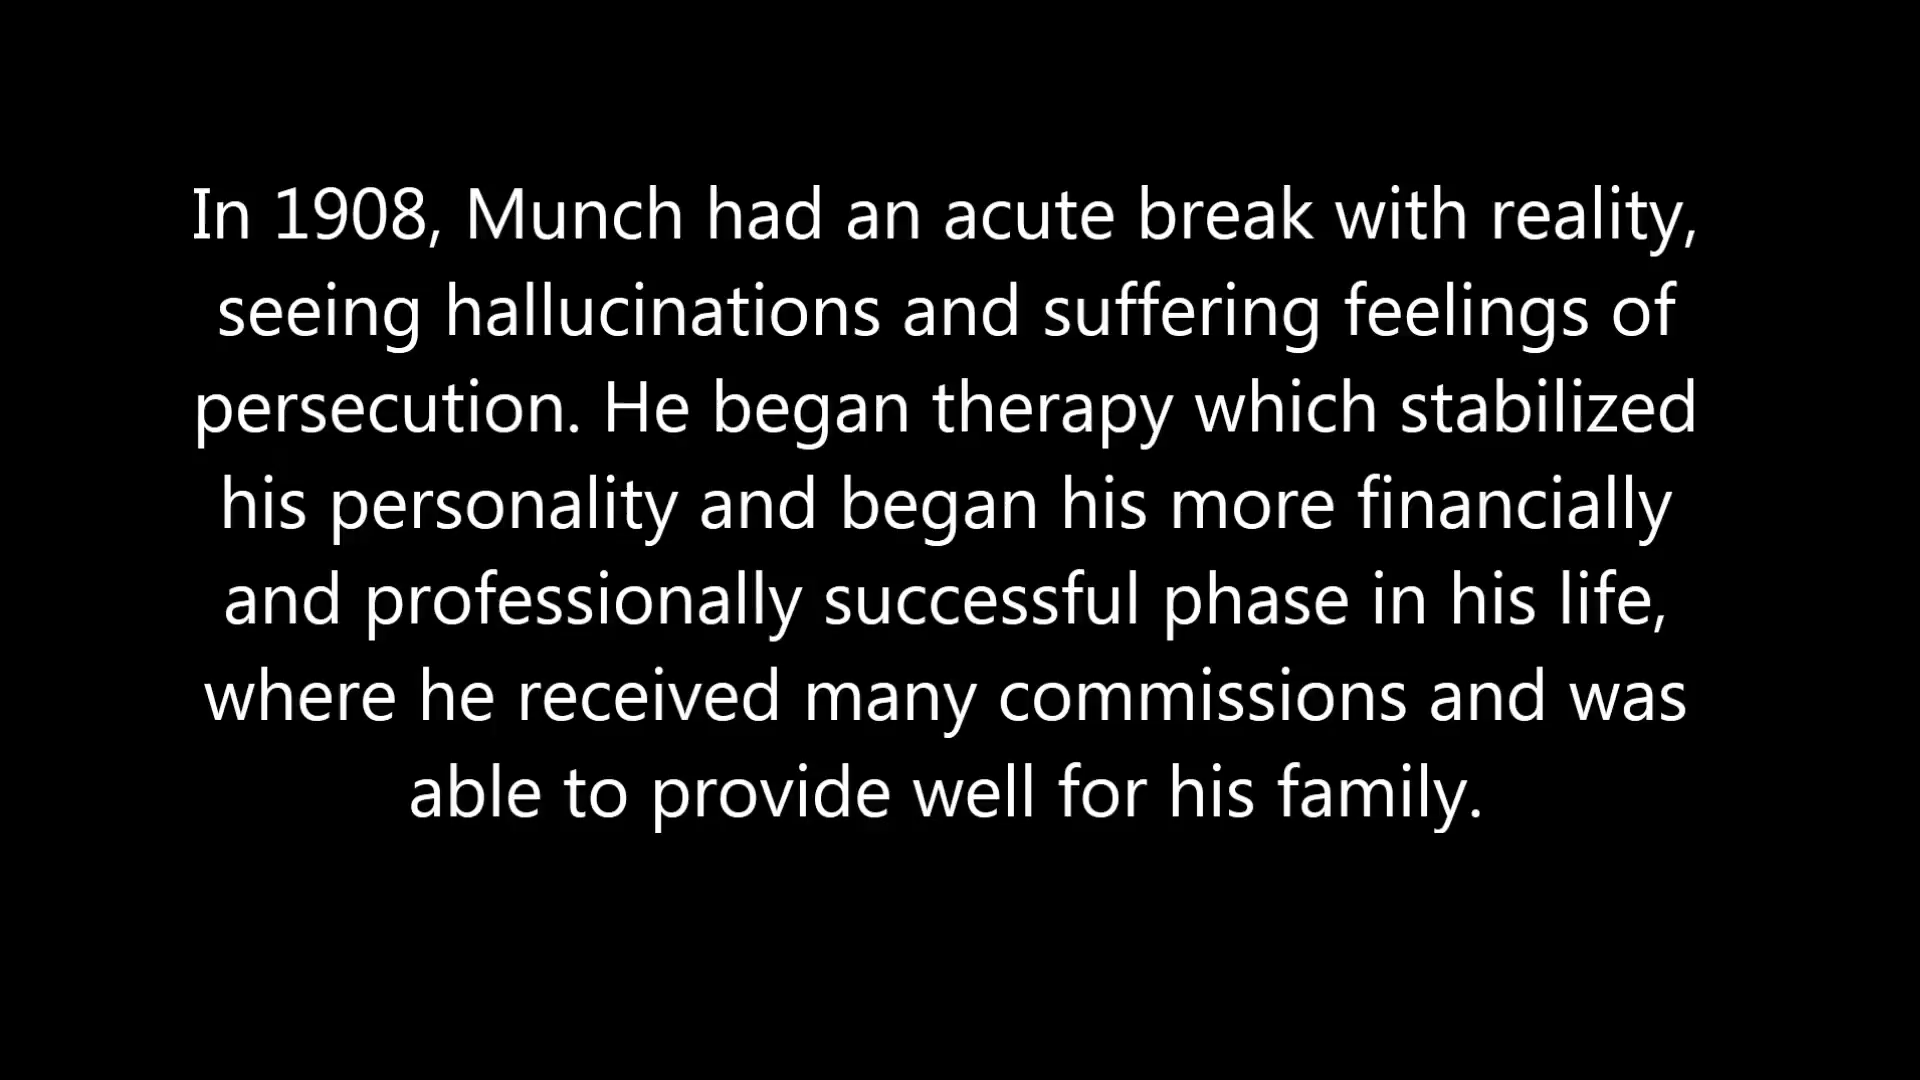 In 1908, Munch had an acute break with reality,
seeing hallucinations and suffering feelings of
persecution. He began therapy which stabilized
his personality and began his more financially
and professionally successful phase in his life,
where he received many commissions and was
able to provide well for his family.